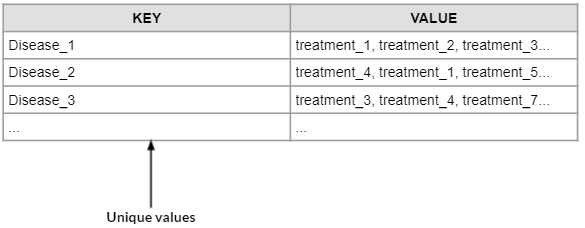 KEY VALUE
Disease_1 treatment_1, treatment_2, treatment_3...
Disease_2 treatment_4, treatment_1, treatment_5...
Disease_3 treatment_3, treatment_4, treatment_7...
... ...
Unique values